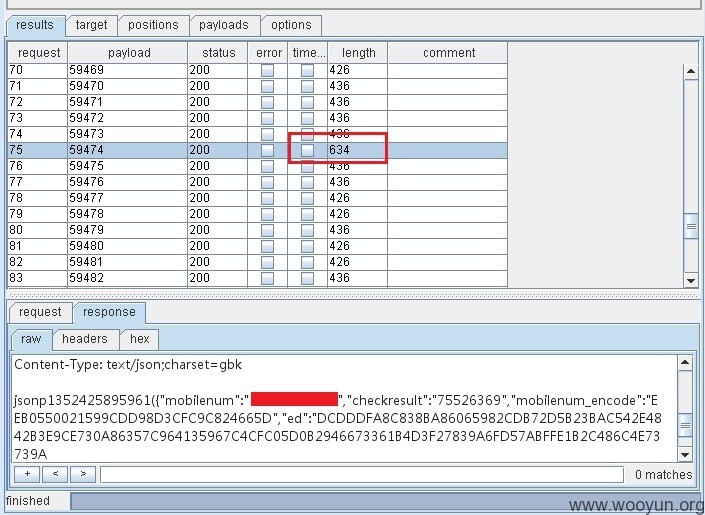 results target positions payloads options
request payload status error time... length comment
70 59469 200 426
71 59470 200 436
72 59471 200 436
73 59472 200 436
74 59473 200 436
75 59474 200 634
76 59475 200 436
77 59476 200 436
78 59477 200 426
79 59478 200 436
80 59479 200 436
81 59480 200 426
82 59481 200 426
83 59482 200 436
request response
raw headers hex
Content-Type: text/json;charset=gbk
jsonp1352425895961({"mobilenum":" ","checkresult":"75526369","mobilenum_encode":"E
EB0550021599CDD98D3CFC9C824665D","ed":"DCDDDFA8C838BA86065982CDB72D5B23BAC542E48
42B3E9CE730A86357C964135967C4CFC05D0B2946673361B4D3F27839A6FD57ABFFE1B2C486C4E73
739A
+ < > 0 matches
finished
www.wooyun.org